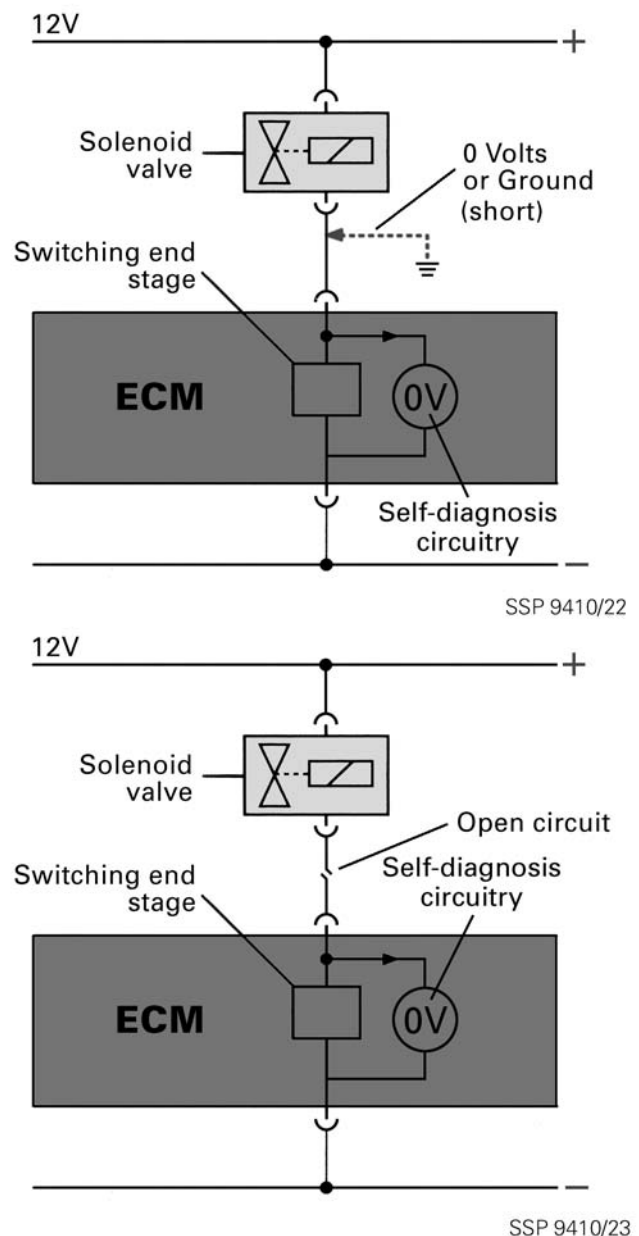 12V
+
Solenoid
valve
0 Volts
or Ground
(short)
Switching end
stage
ECM
0V
Self-diagnosis
circuitry
–
SSP 9410/22
12V
+
Solenoid
valve
Open circuit
Switching end
stage
Self-diagnosis
circuitry
ECM
0V
–
SSP 9410/23